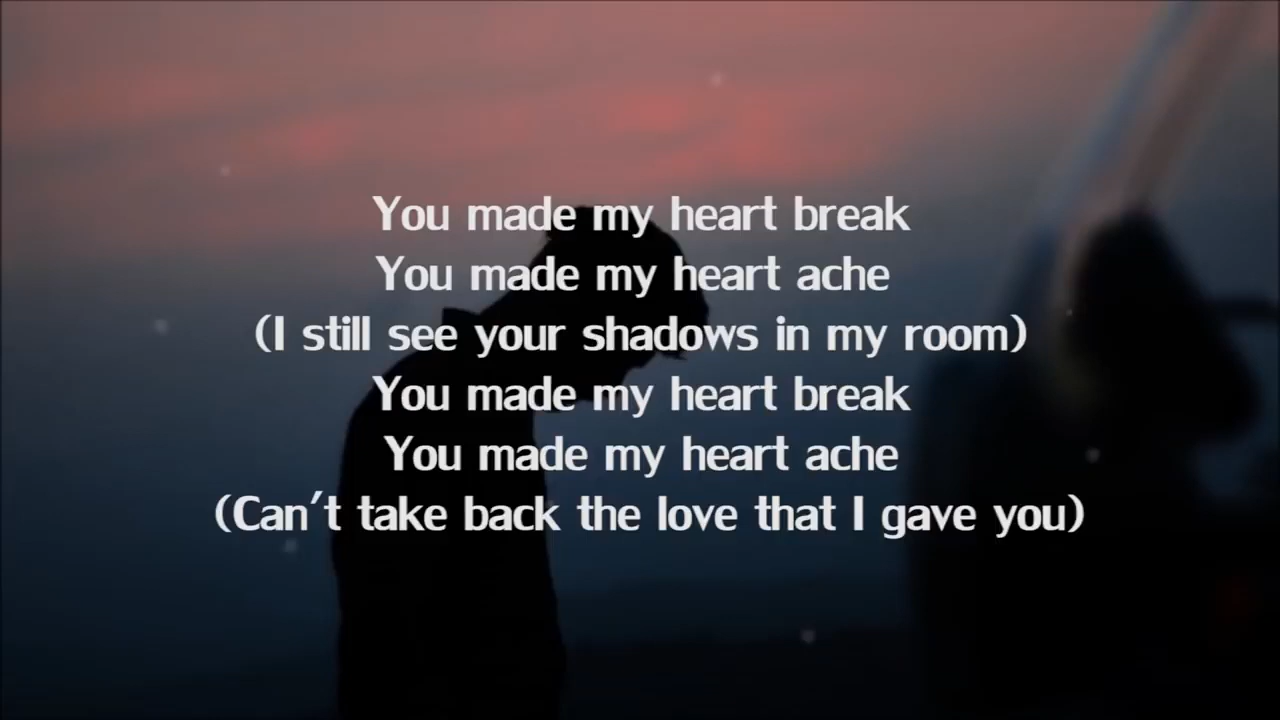 You made my heart break
You made my heart ache
(I still see your shadows in my room)
You made my heart break
You made my heart ache
(Can't take back the love that I gave you)